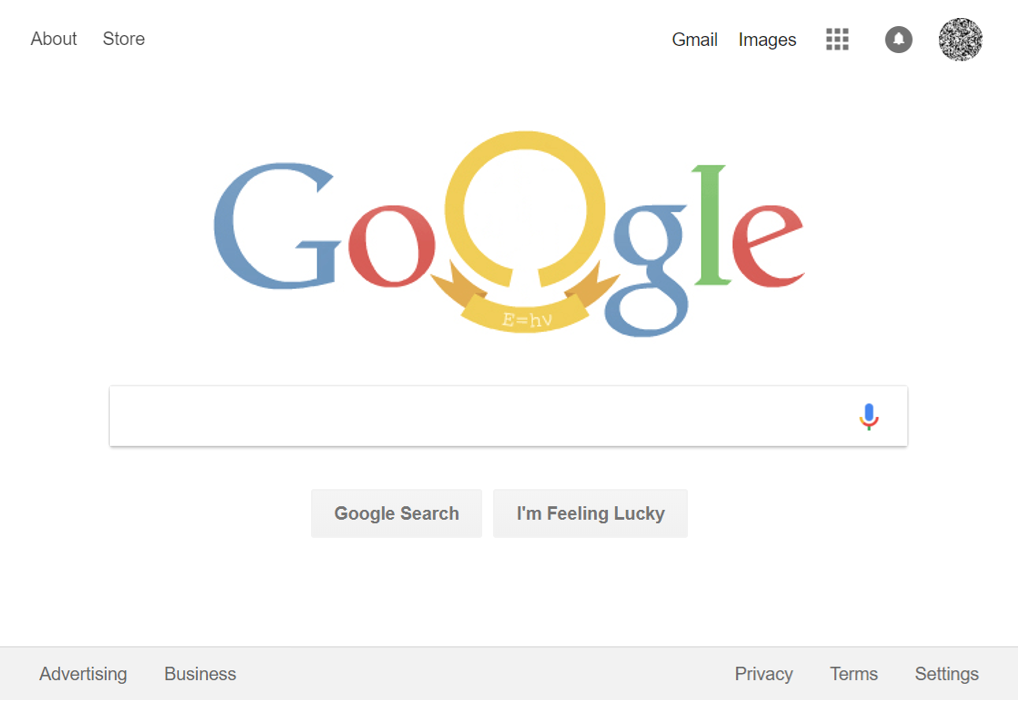 About Store Gmail Images
Google
E=hν
Google Search I'm Feeling Lucky
Advertising Business Privacy Terms Settings